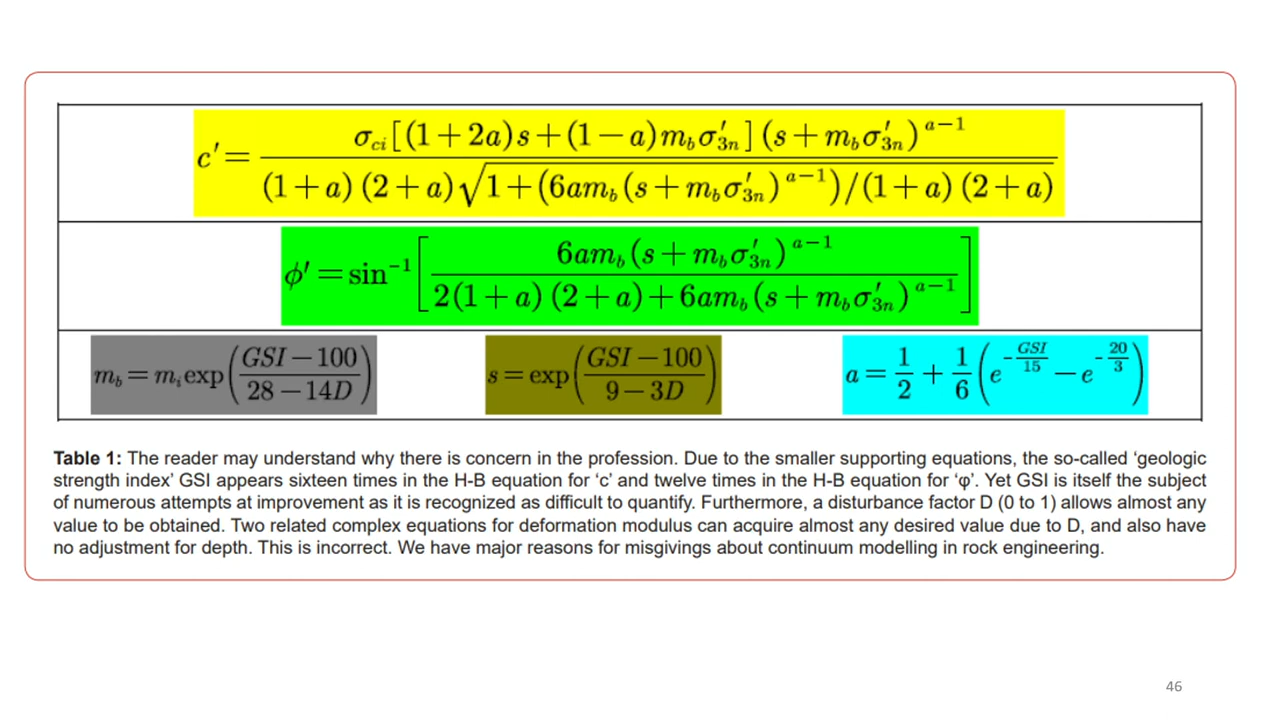 c′ = σci[(1+2a)s+(1−a)mbσ′3n](s+mbσ′3n)^a−1 / (1+a)(2+a)√1+(6amb(s+mbσ′3n)^a−1)/(1+a)(2+a)
ϕ′ = sin^−1[6amb(s+mbσ′3n)^a−1 / 2(1+a)(2+a)+6amb(s+mbσ′3n)^a−1]
mb = mi exp(GSI−100 / 28−14D) s = exp(GSI−100 / 9−3D) a = 1/2 + 1/6(e^−GSI/15 − e^−20/3)
Table 1: The reader may understand why there is concern in the profession. Due to the smaller supporting equations, the so-called ‘geologic
strength index’ GSI appears sixteen times in the H-B equation for ‘c’ and twelve times in the H-B equation for ‘φ’. Yet GSI is itself the subject
of numerous attempts at improvement as it is recognized as difficult to quantify. Furthermore, a disturbance factor D (0 to 1) allows almost any
value to be obtained. Two related complex equations for deformation modulus can acquire almost any desired value due to D, and also have
no adjustment for depth. This is incorrect. We have major reasons for misgivings about continuum modelling in rock engineering.
46